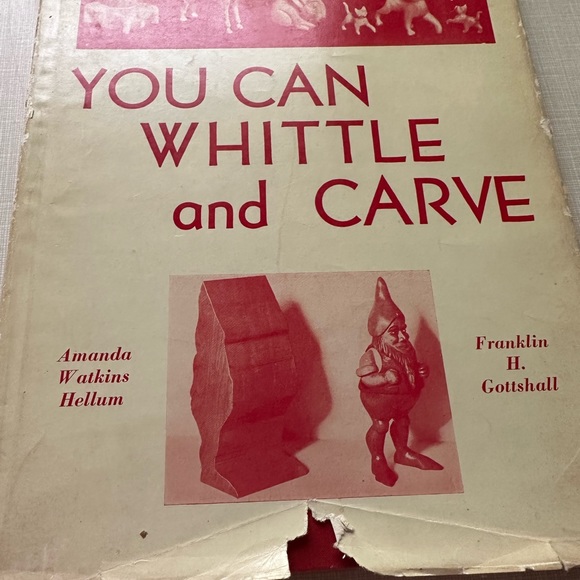 YOU CAN
WHITTLE
and CARVE
Amanda
Watkins
Hellum
Franklin
H.
Gottshall